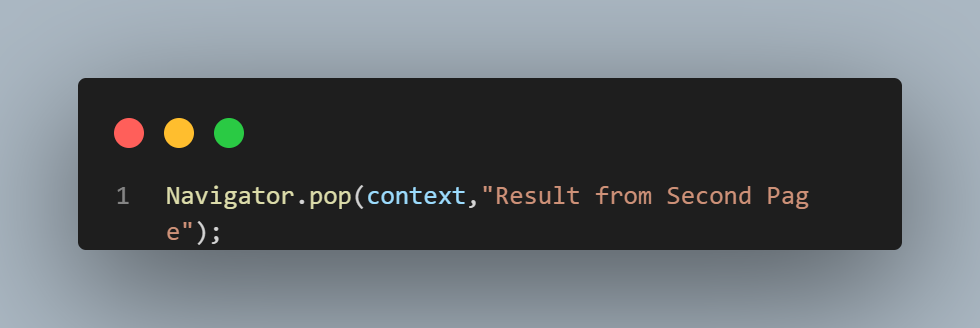 1 Navigator.pop(context,"Result from Second Pag
e");